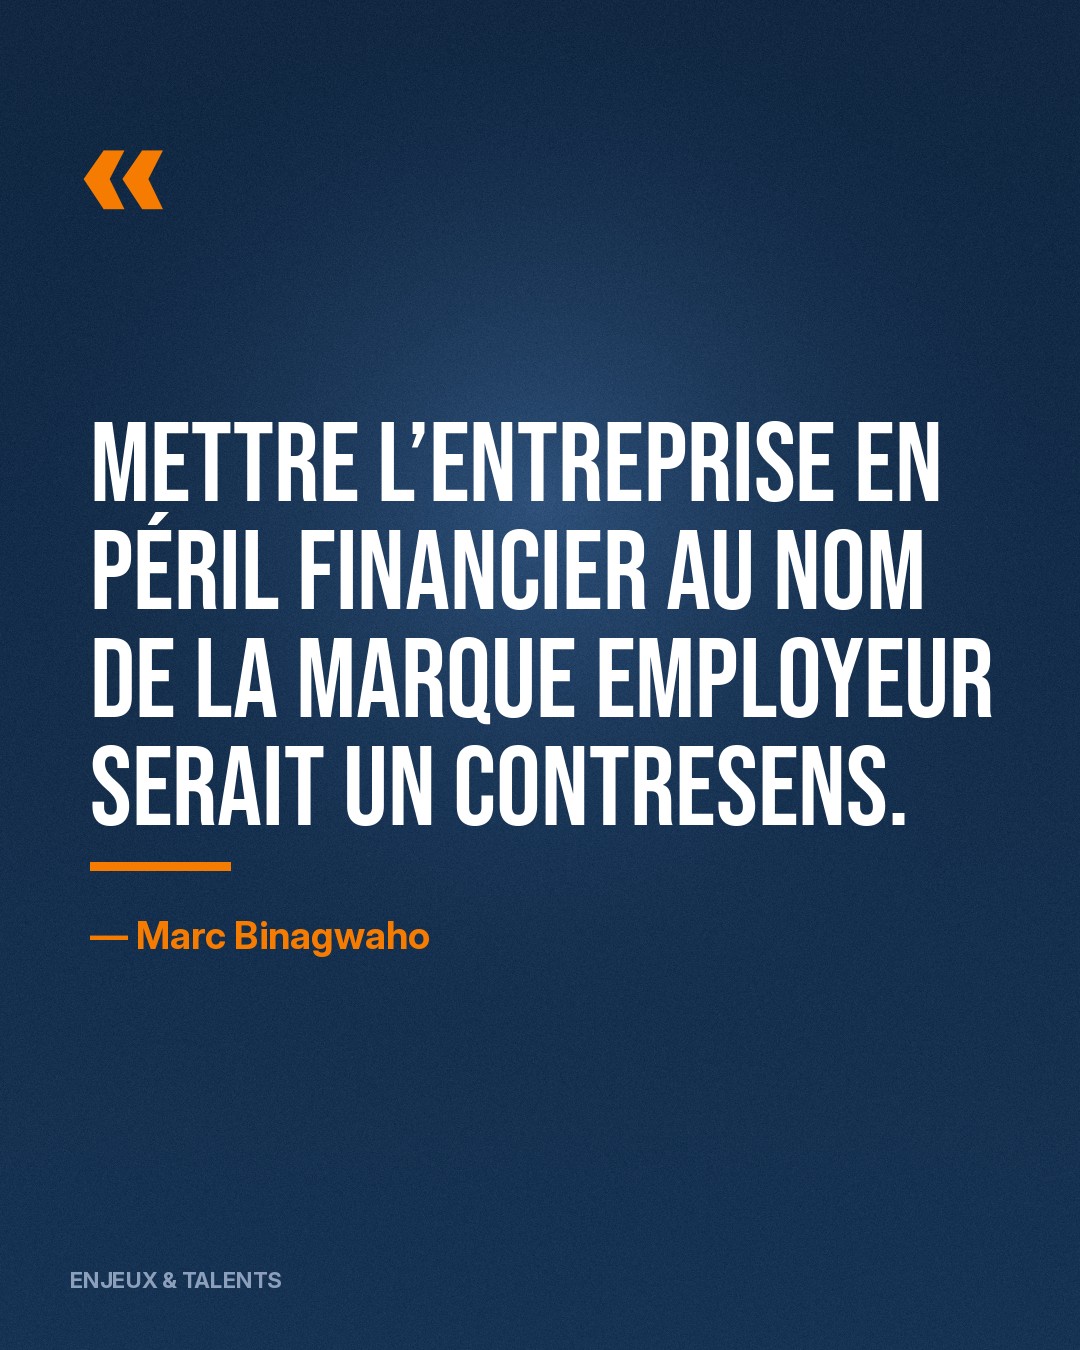 «
METTRE L’ENTREPRISE EN
PÉRIL FINANCIER AU NOM
DE LA MARQUE EMPLOYEUR
SERAIT UN CONTRESENS.
— Marc Binagwaho
ENJEUX & TALENTS